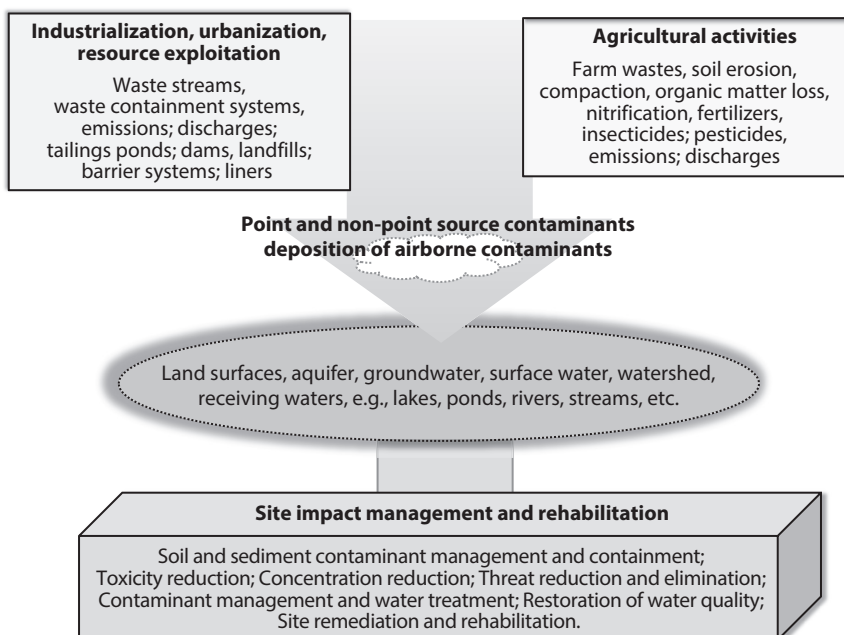 Industrialization, urbanization,
resource exploitation
Waste streams,
waste containment systems,
emissions; discharges;
tailings ponds; dams, landfills;
barrier systems; liners
Agricultural activities
Farm wastes, soil erosion,
compaction, organic matter loss,
nitrification, fertilizers,
insecticides; pesticides,
emissions; discharges
Point and non-point source contaminants
deposition of airborne contaminants
Land surfaces, aquifer, groundwater, surface water, watershed,
receiving waters, e.g., lakes, ponds, rivers, streams, etc.
Site impact management and rehabilitation
Soil and sediment contaminant management and containment;
Toxicity reduction; Concentration reduction; Threat reduction and elimination;
Contaminant management and water treatment; Restoration of water quality;
Site remediation and rehabilitation.